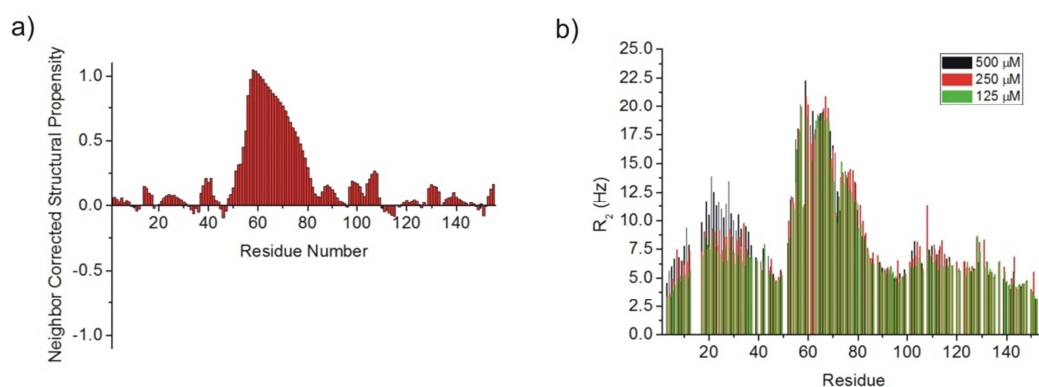 a)
Neighbor Corrected Structural Propensity
1.0
0.5
0.0
-0.5
-1.0
20 40 60 80 100 120 140
Residue Number
b)
R2 (Hz)
25.0
22.5
20.0
17.5
15.0
12.5
10.0
7.5
5.0
2.5
0.0
500 µM
250 µM
125 µM
20 40 60 80 100 120 140
Residue